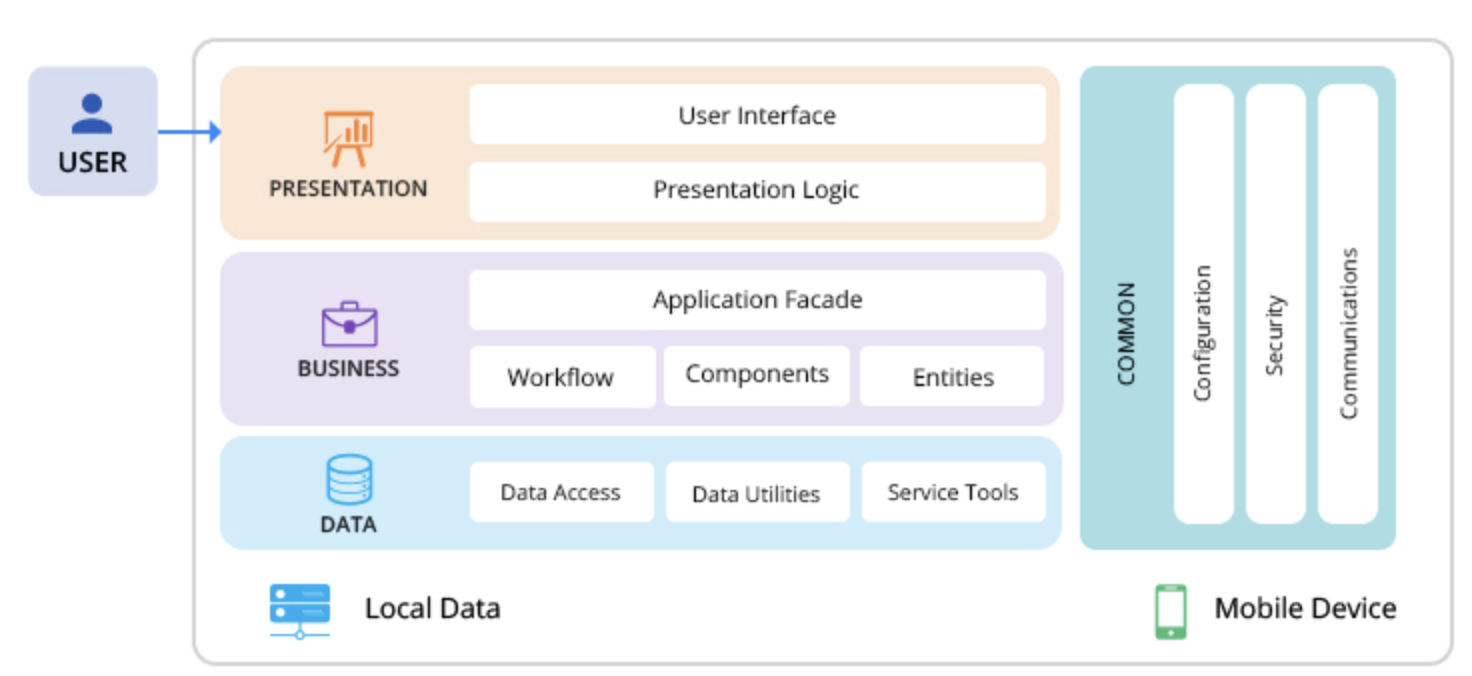 USER
PRESENTATION
User Interface
Presentation Logic
BUSINESS
Application Facade
Workflow
Components
Entities
DATA
Data Access
Data Utilities
Service Tools
COMMON
Configuration
Security
Communications
Local Data
Mobile Device